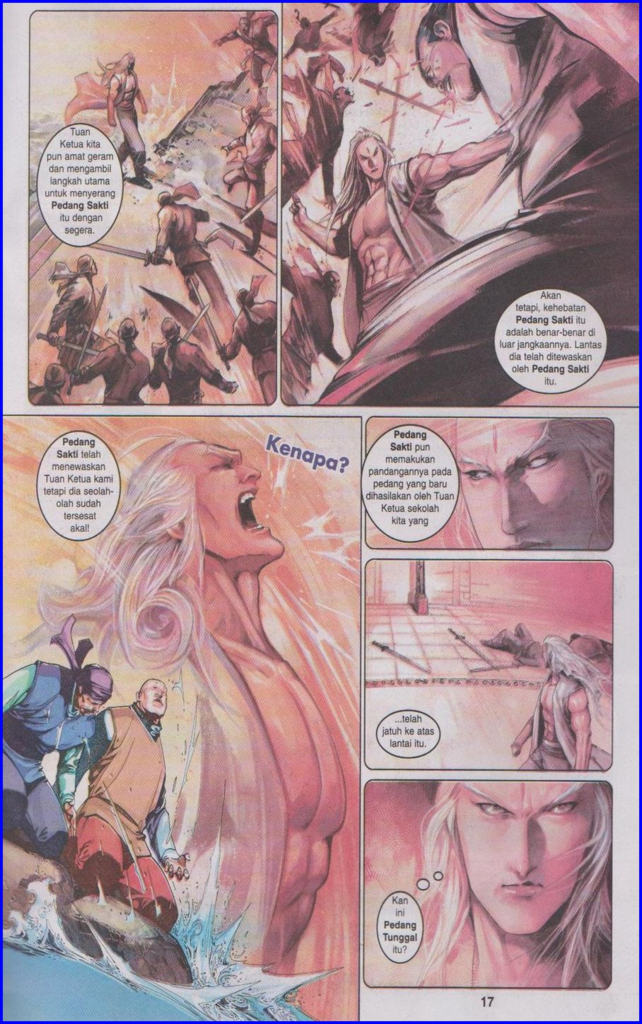 Tuan
Ketua kita
pun amat geram
dan mengambil
langkah utama
untuk menyerang
Pedang Sakti
itu dengan
segera.
Akan
tetapi, kehebatan
Pedang Sakti itu
adalah benar-benar di
luar jangkaannya. Lantas
dia telah ditewaskan
oleh Pedang Sakti
itu.
Pedang
Sakti telah
menewaskan
Tuan Ketua kami
tetapi dia seolah-
olah sudah
tersesat
akal!
Kenapa?
Pedang
Sakti pun
memakukan
pandangannya pada
pedang yang baru
dihasilakan oleh Tuan
Ketua sekolah
kita yang
...telah
jatuh ke atas
lantai itu.
Kan
ini
Pedang
Tunggal
itu?
17